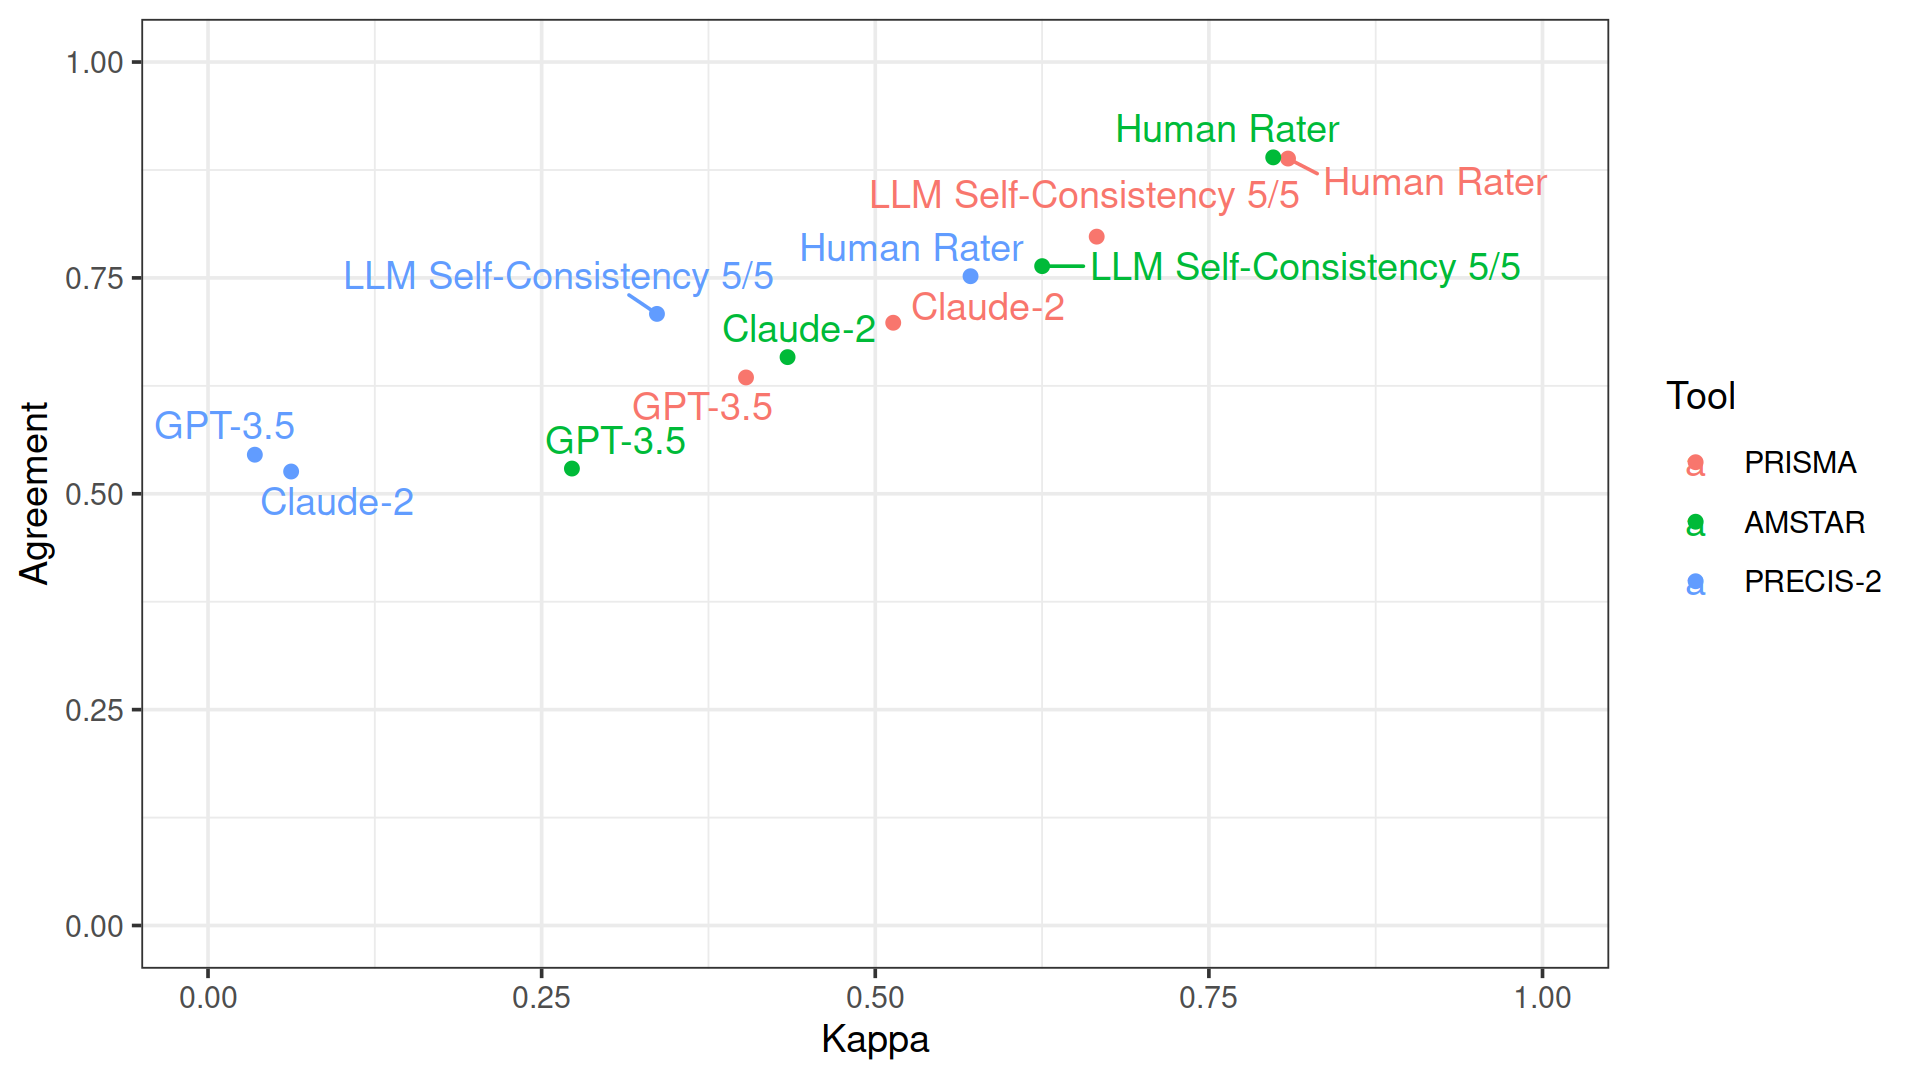 1.00
0.75
0.50
0.25
0.00
Agreement
Human Rater
Human Rater
LLM Self-Consistency 5/5
Human Rater
LLM Self-Consistency 5/5
LLM Self-Consistency 5/5
Claude-2
Claude-2
GPT-3.5
GPT-3.5
GPT-3.5
Claude-2
0.00
0.25
0.50
0.75
1.00
Kappa
Tool
a PRISMA
a AMSTAR
a PRECIS-2